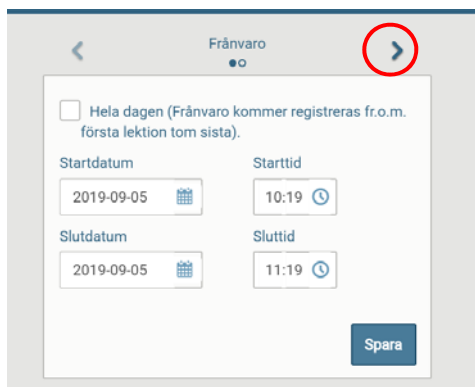 Frånvaro
Hela dagen (Frånvaro kommer registreras fr.o.m.
första lektion tom sista).
Startdatum Starttid
2019-09-05 10:19
Slutdatum Sluttid
2019-09-05 11:19
Spara